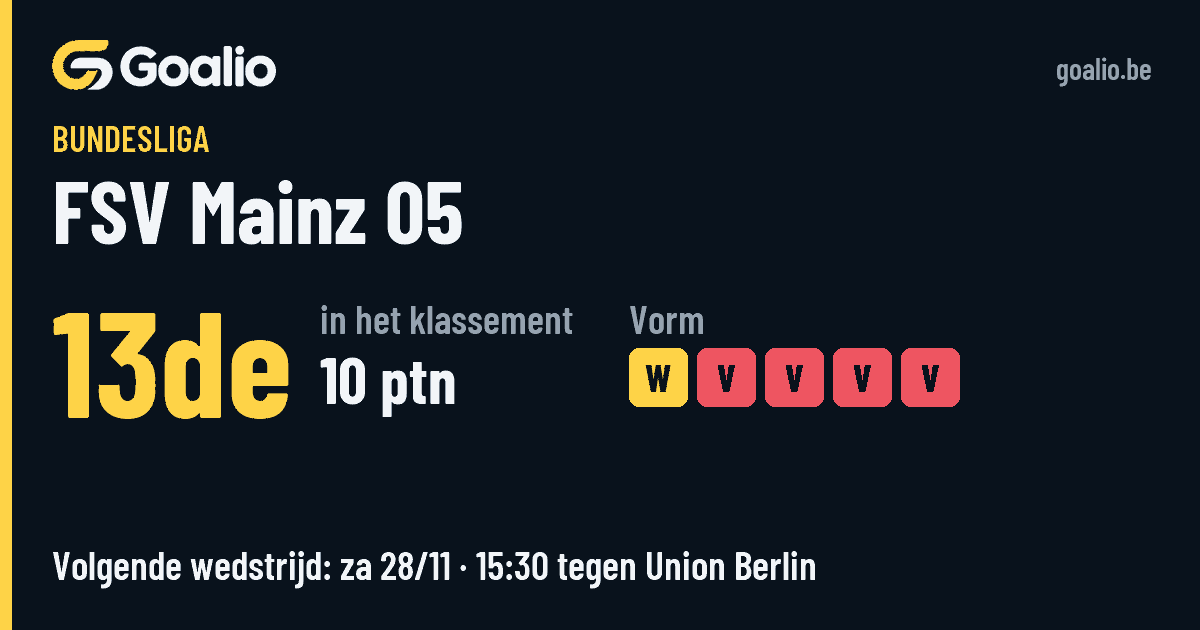 Goalio
goalio.be
BUNDESLIGA
FSV Mainz 05
13de
in het klassement
10 ptn
Vorm
W V V V V
Volgende wedstrijd: za 28/11 · 15:30 tegen Union Berlin